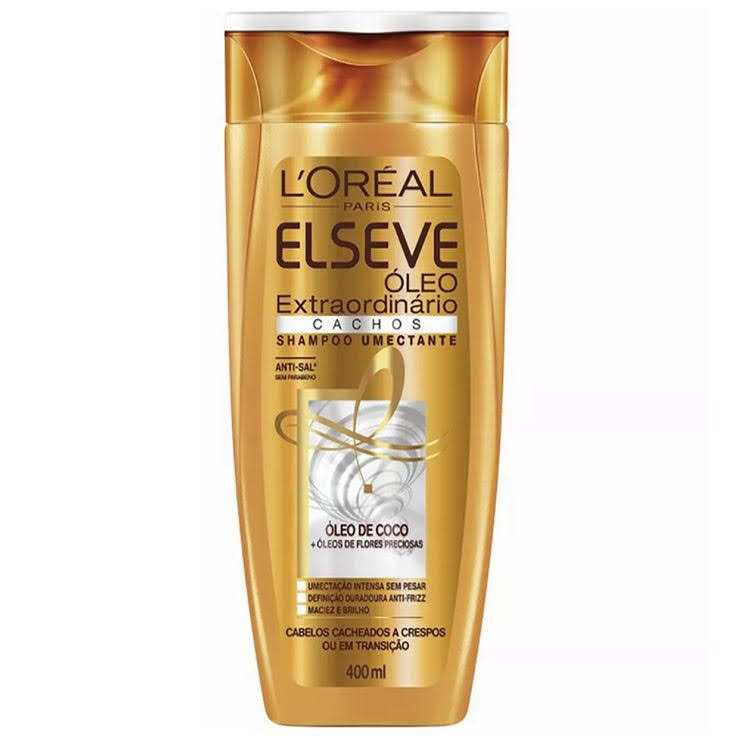 L'ORÉAL
PARIS
ELSEVE
ÓLEO
Extraordinário
CACHOS
SHAMPOO UMECTANTE
ANTI-SAL*
SEM PARABENO
ÓLEO DE COCO
+ ÓLEOS DE FLORES PRECIOSAS
UMECTAÇÃO INTENSA SEM PESAR
DEFINIÇÃO DURADOURA ANTI-FRIZZ
MACIEZ E BRILHO
CABELOS CACHEADOS A CRESPOS
OU EM TRANSIÇÃO
400ml